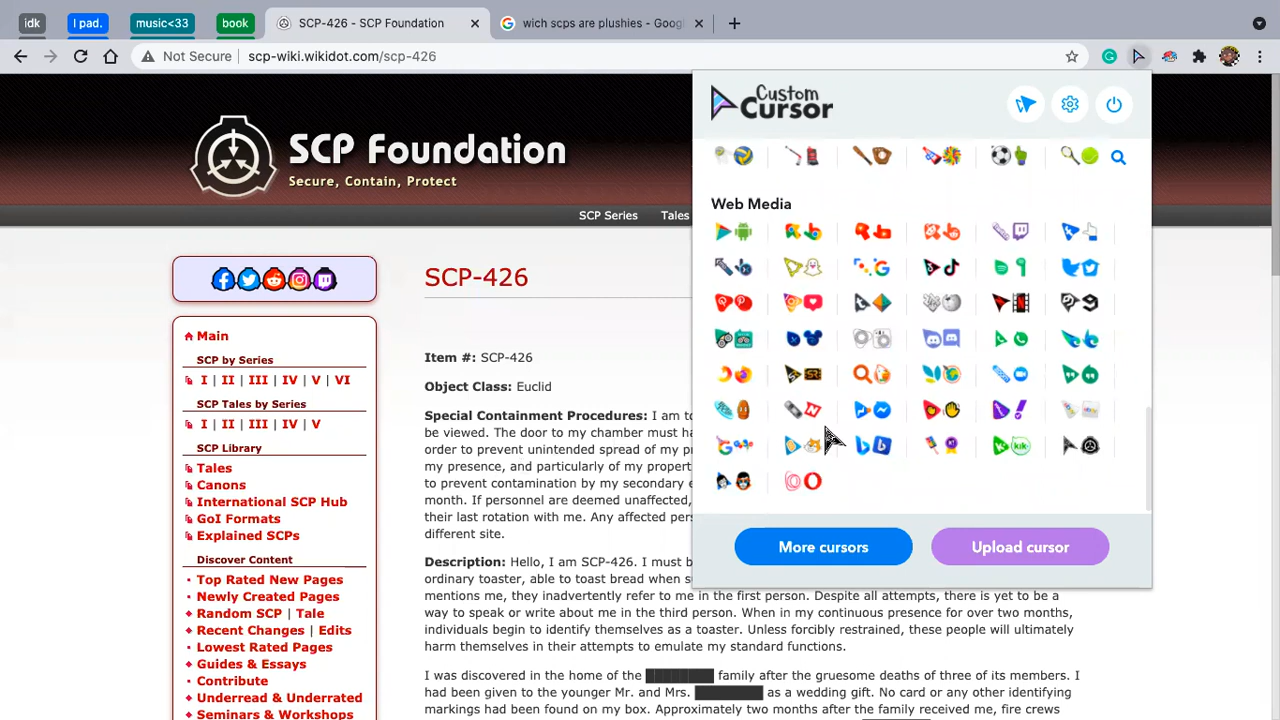 idk
I pad.
music<33
book
SCP-426 - SCP Foundation
wich scps are plushies - Googl
Not Secure
scp-wiki.wikidot.com/scp-426
SCP Foundation
Secure, Contain, Protect
SCP Series
Tales
Custom
Cursor
Web Media
More cursors
Upload cursor
Main
SCP by Series
I | II | III | IV | V | VI
SCP Tales by Series
I | II | III | IV | V
SCP Library
Tales
Canons
International SCP Hub
GoI Formats
Explained SCPs
Discover Content
Top Rated New Pages
Newly Created Pages
Random SCP | Tale
Recent Changes | Edits
Lowest Rated Pages
Guides & Essays
Contribute
Underread & Underrated
Seminars & Workshops
SCP-426
Item #: SCP-426
Object Class: Euclid
Special Containment Procedures: I am to
be viewed. The door to my chamber must ha
order to prevent unintended spread of my pr
my presence, and particularly of my propert
to prevent contamination by my secondary e
month. If personnel are deemed unaffected,
their last rotation with me. Any affected pers
different site.
Description: Hello, I am SCP-426. I must b
ordinary toaster, able to toast bread when s
mentions me, they inadvertently refer to me in the first person. Despite all attempts, there is yet to be a
way to speak or write about me in the third person. When in my continuous presence for over two months,
individuals begin to identify themselves as a toaster. Unless forcibly restrained, these people will ultimately
harm themselves in their attempts to emulate my standard functions.
I was discovered in the home of the ███████ family after the gruesome deaths of three of its members. I
had been given to the younger Mr. and Mrs. ███████ as a wedding gift. No card or any other identifying
markings had been found on my box. Approximately two months after the family received me, fire crews